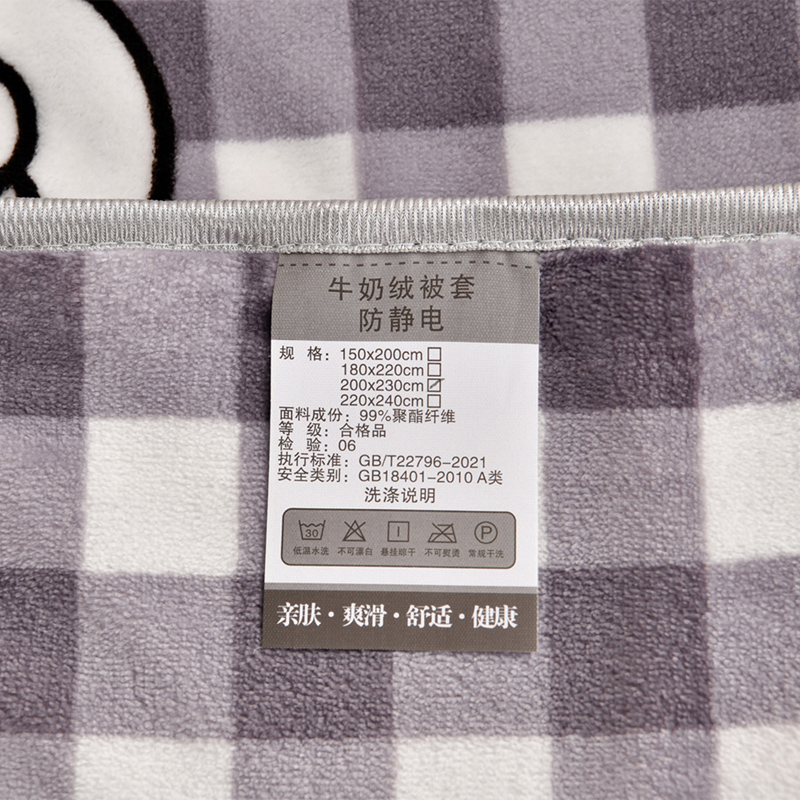 牛奶绒被套
防静电
规 格：150x200cm□
180x220cm□
200x230cm☑
220x240cm□
面料成份：99%聚酯纤维
等 级：合格品
检 验：06
执行标准：GB/T22796-2021
安全类别：GB18401-2010 A类
洗涤说明
30 P
低温水洗 不可漂白 悬挂晾干 不可熨烫 常规干洗
亲肤·爽滑·舒适·健康